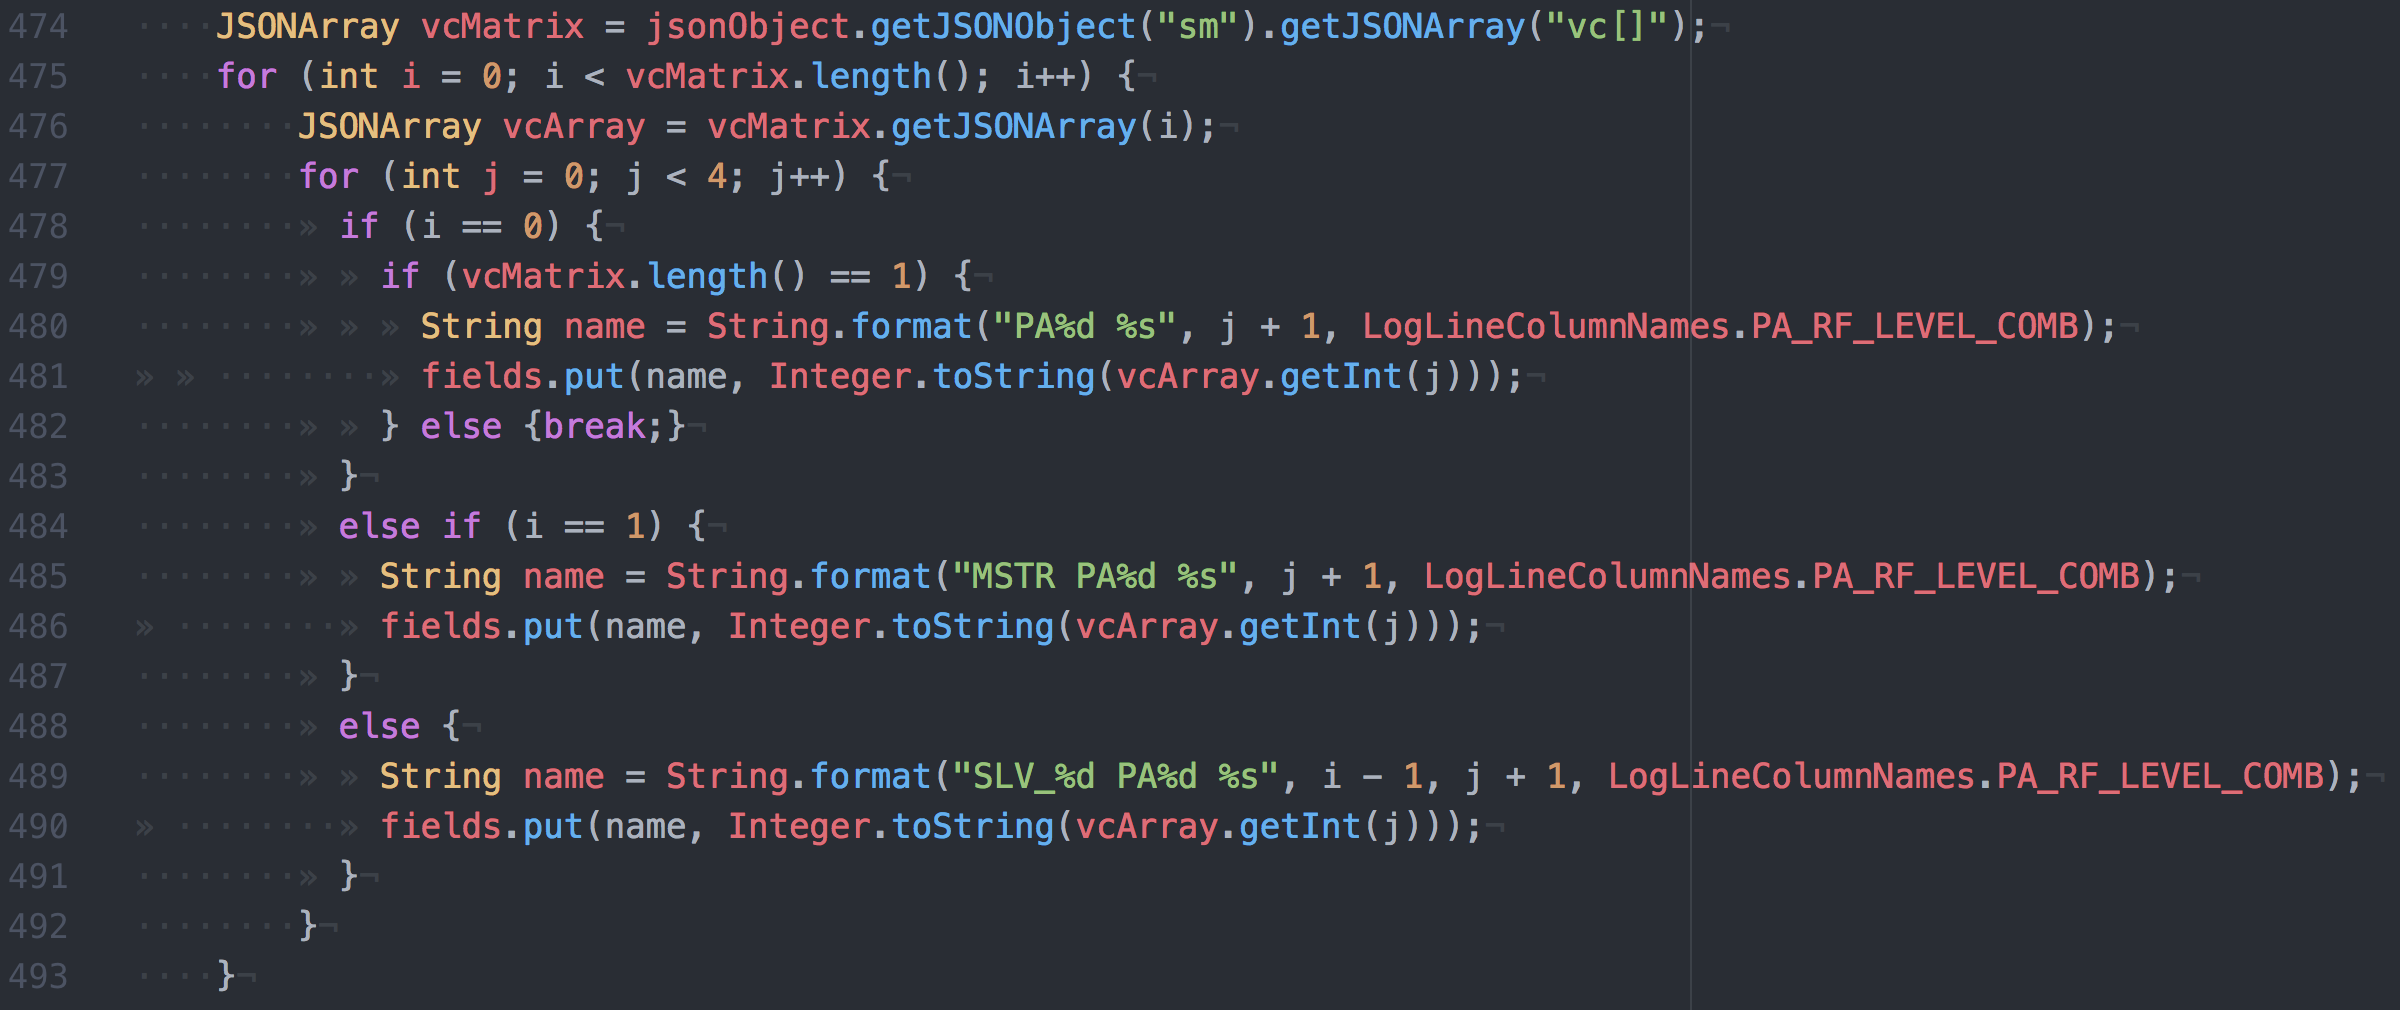 474     JSONArray vcMatrix = jsonObject.getJSONObject("sm").getJSONArray("vc[]");
475     for (int i = 0; i < vcMatrix.length(); i++) {
476         JSONArray vcArray = vcMatrix.getJSONArray(i);
477         for (int j = 0; j < 4; j++) {
478           if (i == 0) {
479             if (vcMatrix.length() == 1) {
480               String name = String.format("PA%d %s", j + 1, LogLineColumnNames.PA_RF_LEVEL_COMB);
481               fields.put(name, Integer.toString(vcArray.getInt(j)));
482             } else {break;}
483           }
484           else if (i == 1) {
485             String name = String.format("MSTR PA%d %s", j + 1, LogLineColumnNames.PA_RF_LEVEL_COMB);
486             fields.put(name, Integer.toString(vcArray.getInt(j)));
487           }
488           else {
489             String name = String.format("SLV_%d PA%d %s", i - 1, j + 1, LogLineColumnNames.PA_RF_LEVEL_COMB);
490             fields.put(name, Integer.toString(vcArray.getInt(j)));
491           }
492         }
493     }